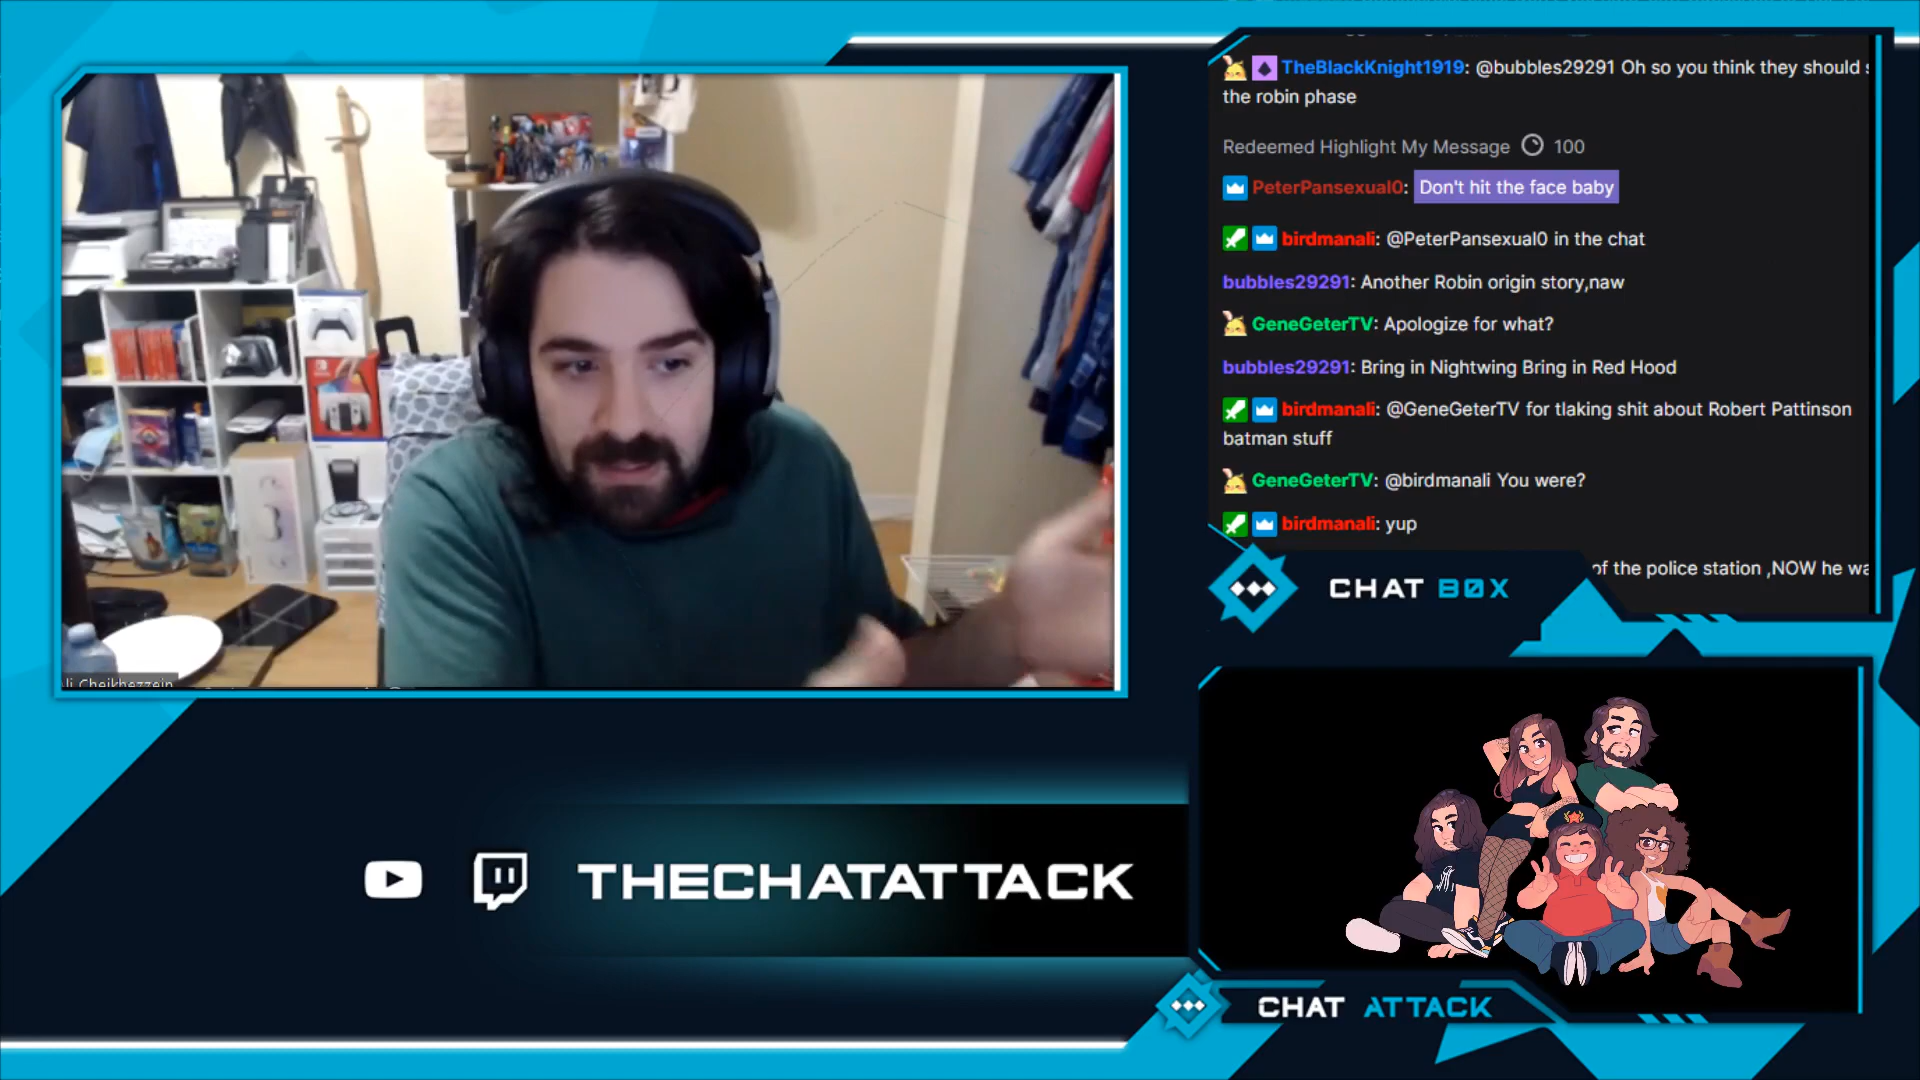 TheBlackKnight1919: @bubbles29291 Oh so you think they should s
the robin phase
Redeemed Highlight My Message 100
PeterPansexual0: Don't hit the face baby
birdmanali: @PeterPansexual0 in the chat
bubbles29291: Another Robin origin story,naw
GeneGeterTV: Apologize for what?
bubbles29291: Bring in Nightwing Bring in Red Hood
birdmanali: @GeneGeterTV for tlaking shit about Robert Pattinson
batman stuff
GeneGeterTV: @birdmanali You were?
birdmanali: yup
of the police station ,NOW he wa
CHAT B0X
li Cheikhezzein
THECHATATTACK
CHAT ATTACK